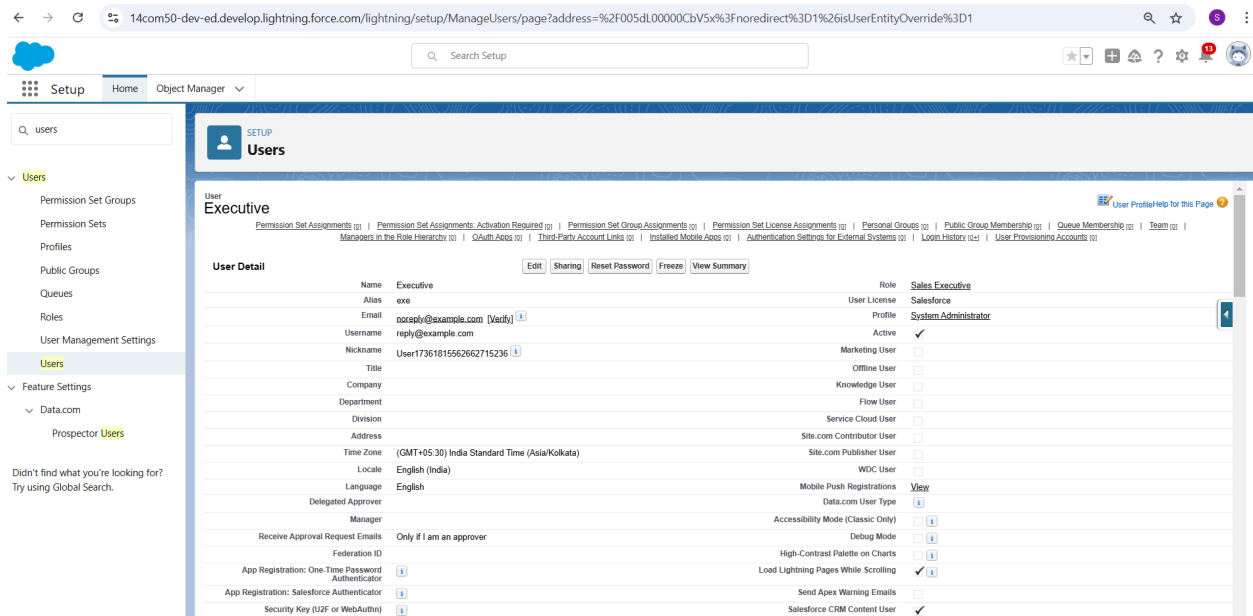 14com50-dev-ed.develop.lightning.force.com/lightning/setup/ManageUsers/page?address=%2F005dL00000CbV5x%3Fnoredirect%3D1%26isUserEntityOverride%3D1
S
Search Setup
13
Setup Home Object Manager
users
Users
Permission Set Groups
Permission Sets
Profiles
Public Groups
Queues
Roles
User Management Settings
Users
Feature Settings
Data.com
Prospector Users
Didn't find what you're looking for?
Try using Global Search.
SETUP
Users
User
Executive
User Profile Help for this Page
Permission Set Assignments [0] | Permission Set Assignments: Activation Required [0] | Permission Set Group Assignments [0] | Permission Set License Assignments [0] | Personal Groups [0] | Public Group Membership [0] | Queue Membership [0] | Team [0] |
Managers in the Role Hierarchy [0] | OAuth Apps [0] | Third-Party Account Links [0] | Installed Mobile Apps [0] | Authentication Settings for External Systems [0] | Login History [0+] | User Provisioning Accounts [0]
User Detail Edit Sharing Reset Password Freeze View Summary
Name Executive Role Sales Executive
Alias exe User License Salesforce
Email noreply@example.com [Verify] i Profile System Administrator
Username reply@example.com Active ✓
Nickname User17361815562662715236 i Marketing User
Title Offline User
Company Knowledge User
Department Flow User
Division Service Cloud User
Address Site.com Contributor User
Time Zone (GMT+05:30) India Standard Time (Asia/Kolkata) Site.com Publisher User
Locale English (India) WDC User
Language English Mobile Push Registrations View
Delegated Approver Data.com User Type i
Manager Accessibility Mode (Classic Only) i
Receive Approval Request Emails Only if I am an approver Debug Mode i
Federation ID High-Contrast Palette on Charts i
App Registration: One-Time Password Authenticator i Load Lightning Pages While Scrolling ✓ i
App Registration: Salesforce Authenticator i Send Apex Warning Emails
Security Key (U2F or WebAuthn) i Salesforce CRM Content User ✓